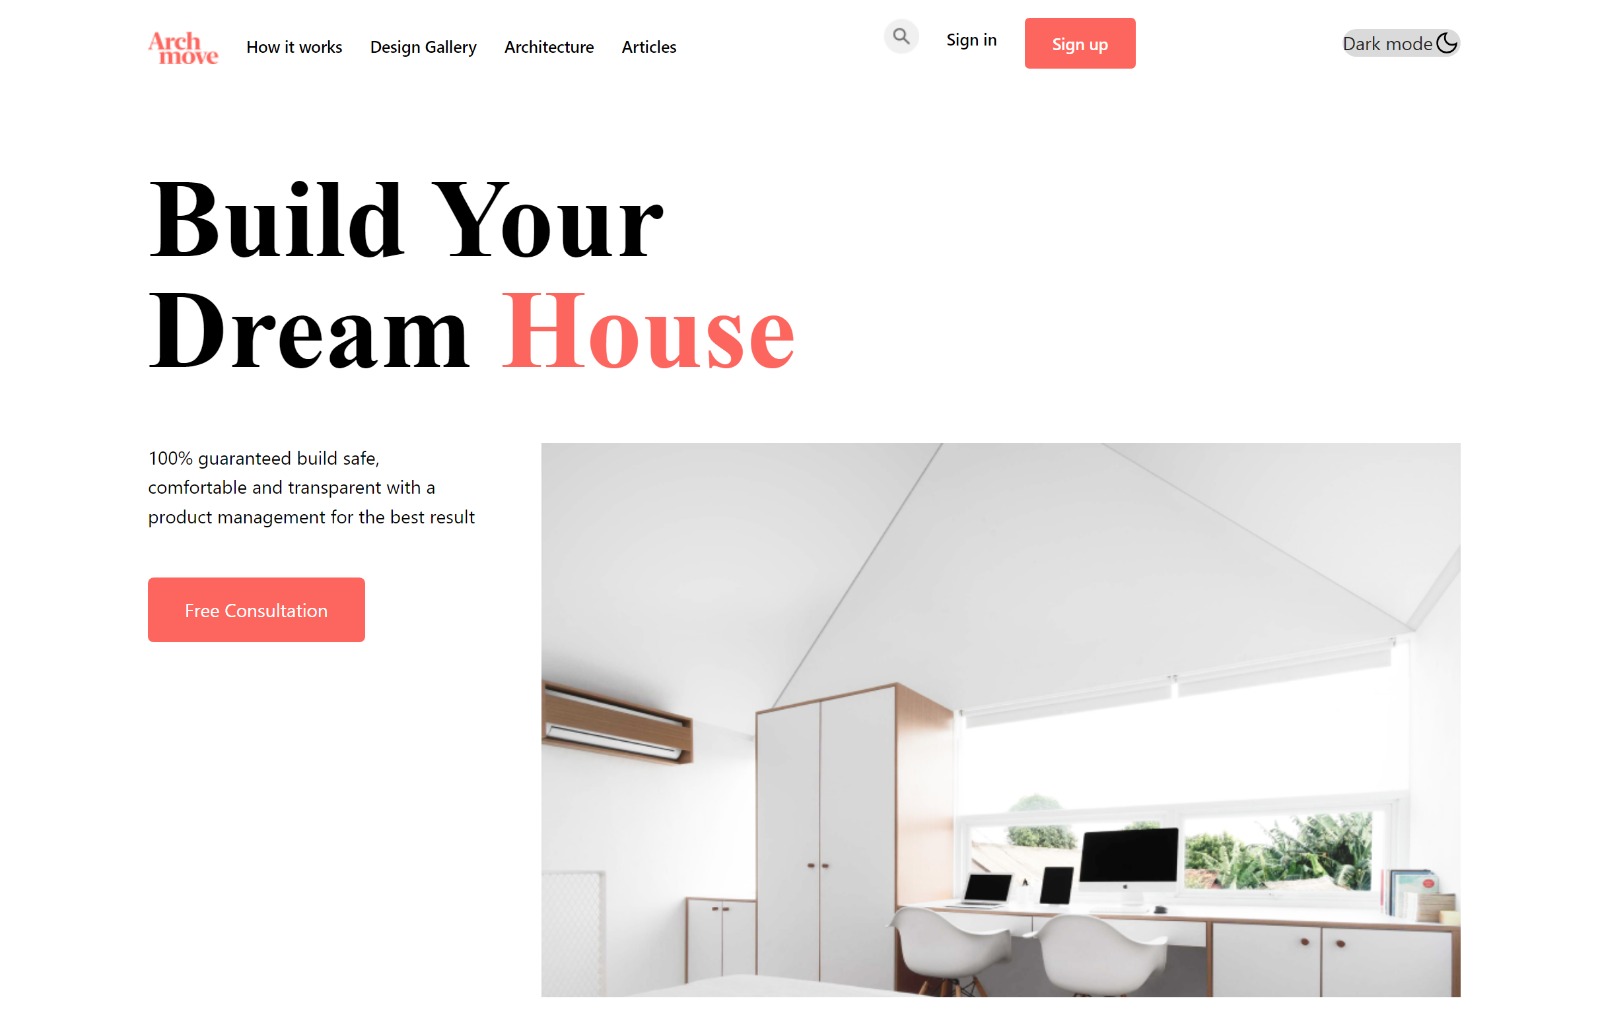 Arch
move
How it works
Design Gallery
Architecture
Articles
Sign in
Sign up
Dark mode
Build Your
Dream House
100% guaranteed build safe,
comfortable and transparent with a
product management for the best result
Free Consultation